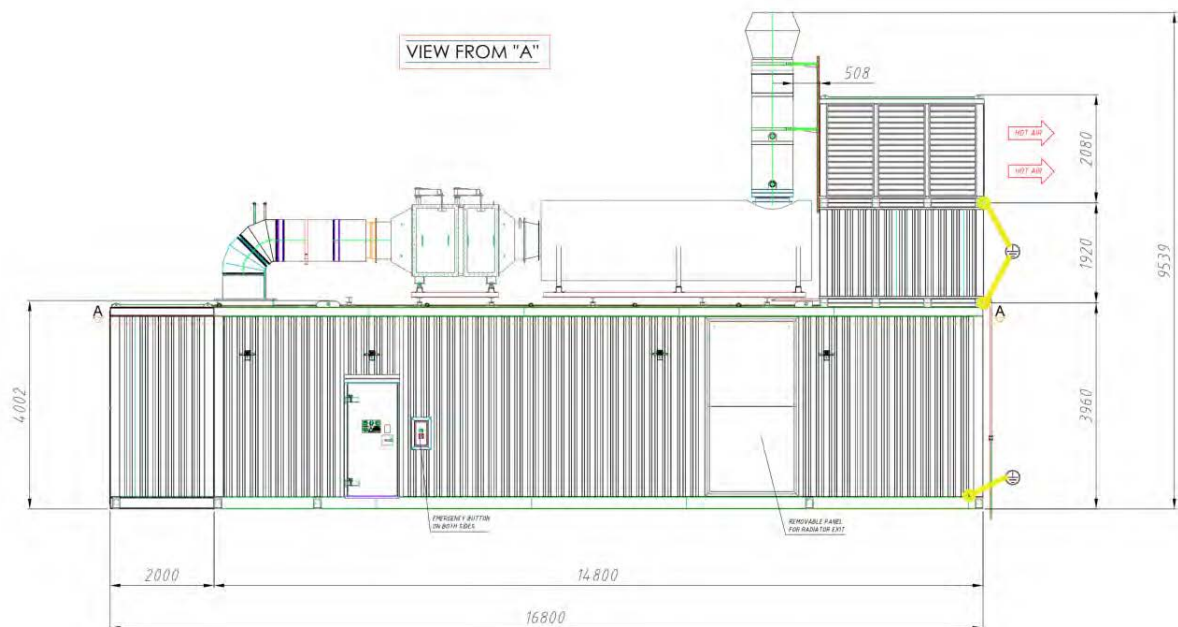 VIEW FROM "A"
508
HOT AIR
HOT AIR
2080
1920
9539
A
A
4002
3960
EMERGENCY BUTTON
ON BOTH SIDES
REMOVABLE PANEL
FOR RADIATOR EXIT
2000
14800
16800